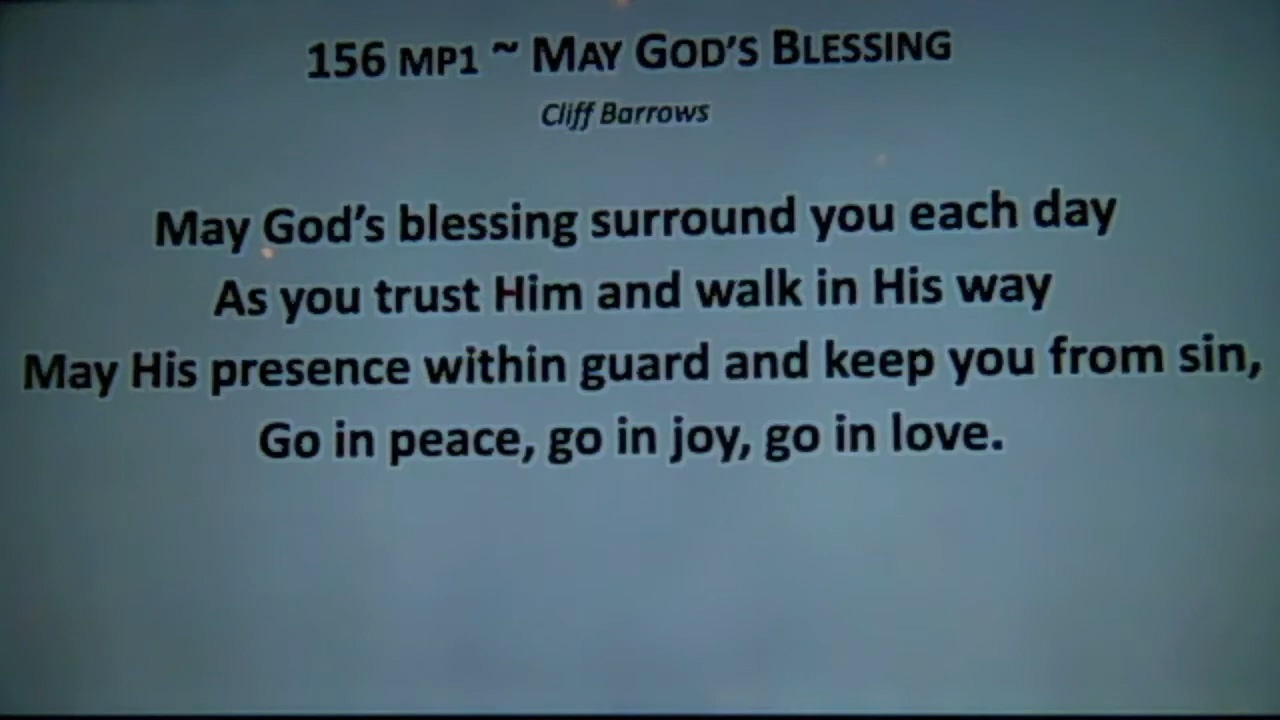 156 MP1 ~ MAY GOD'S BLESSING
Cliff Barrows
May God's blessing surround you each day
As you trust Him and walk in His way
May His presence within guard and keep you from sin,
Go in peace, go in joy, go in love.